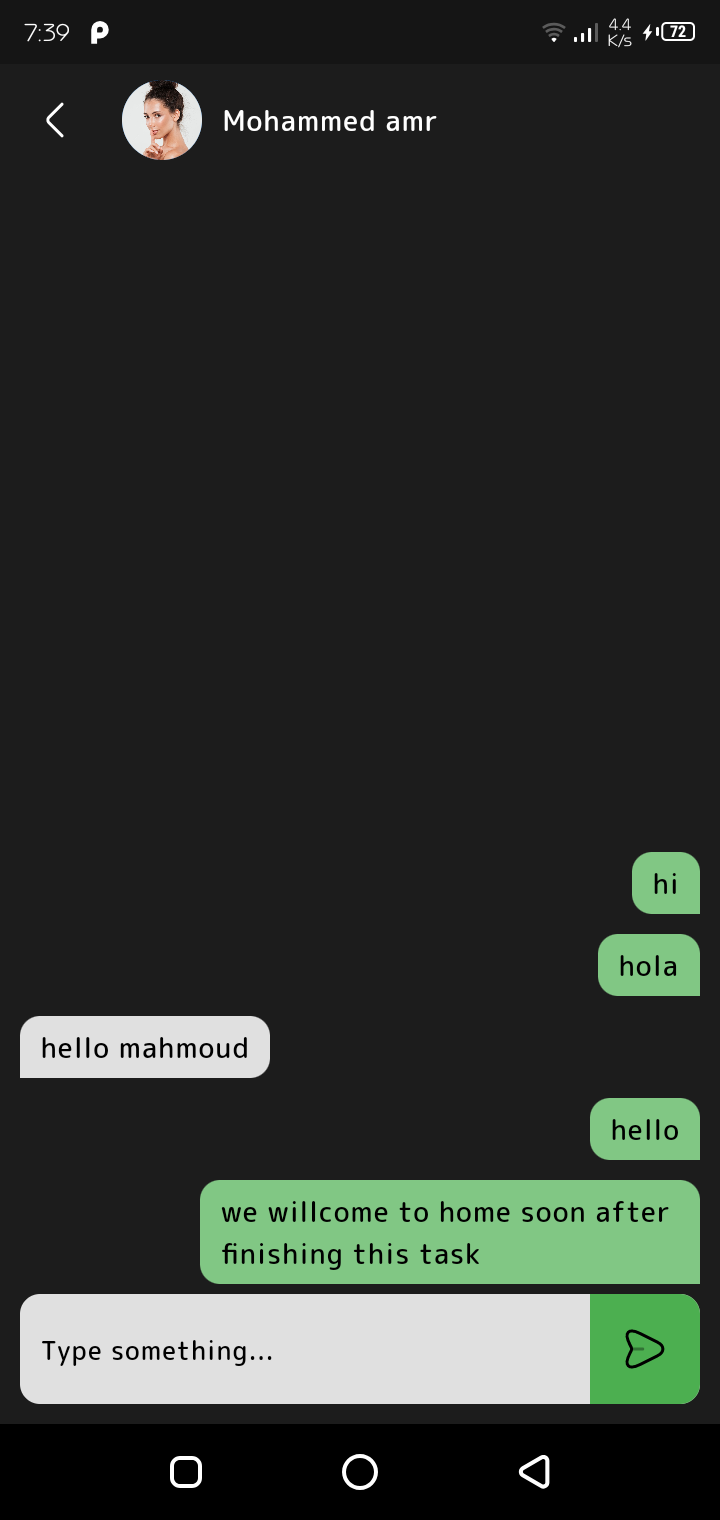 7:39
4.4
K/s
72
Mohammed amr
hi
hola
hello mahmoud
hello
we willcome to home soon after
finishing this task
Type something...